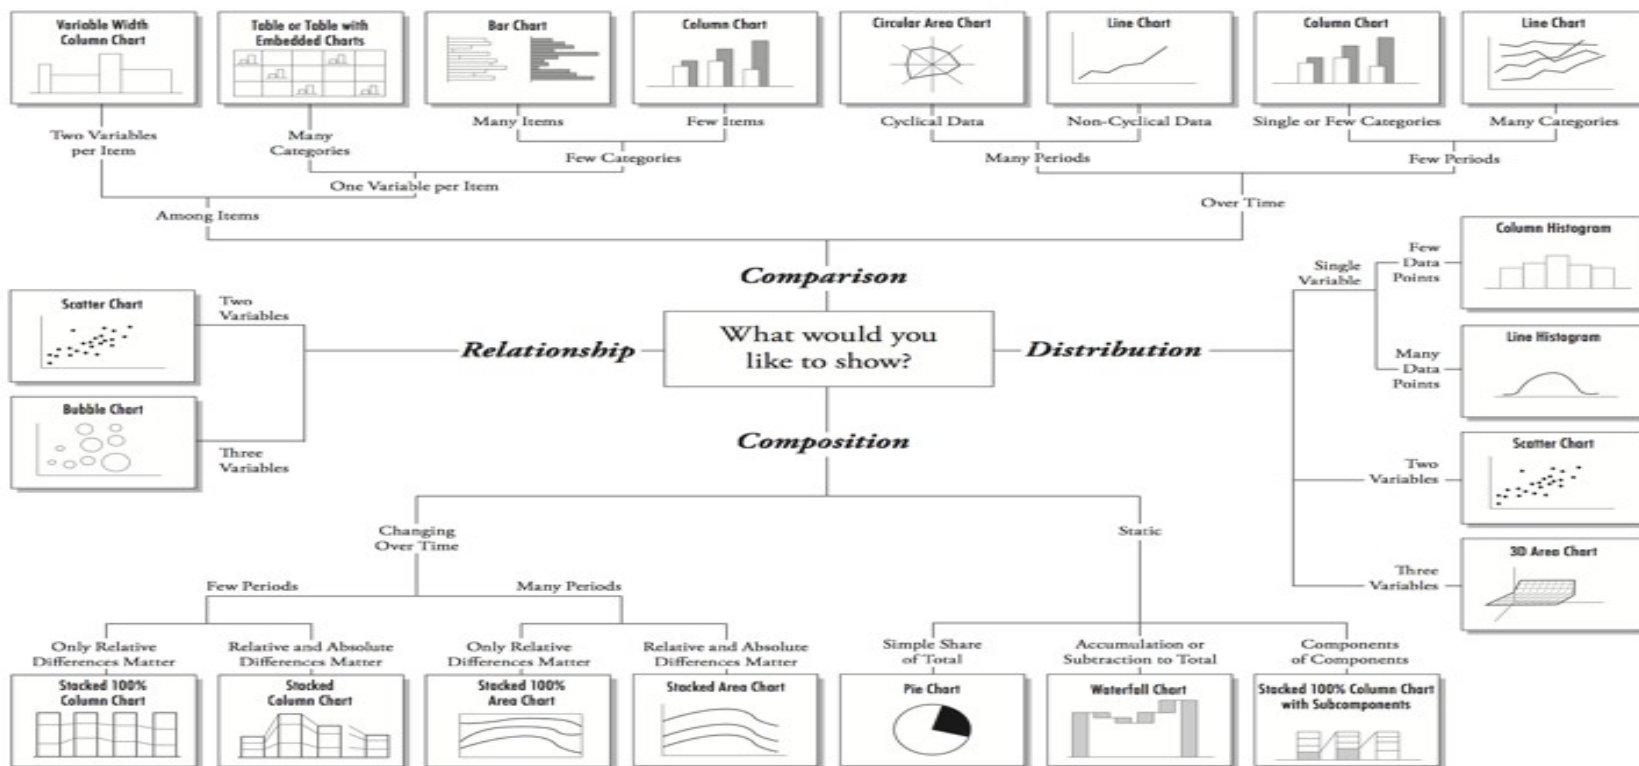 Variable Width
Column Chart
Table or Table with
Embedded Charts
Bar Chart
Column Chart
Circular Area Chart
Line Chart
Column Chart
Line Chart
Two Variables
per Item
Many
Categories
Many Items
Few Items
Cyclical Data
Non-Cyclical Data
Single or Few Categories
Many Categories
Few Categories
Many Periods
Few Periods
One Variable per Item
Among Items
Over Time
Comparison
What would you
like to show?
Relationship
Two
Variables
Scatter Chart
Three
Variables
Bubble Chart
Distribution
Single
Variable
Few
Data
Points
Column Histogram
Many
Data
Points
Line Histogram
Two
Variables
Scatter Chart
Three
Variables
3D Area Chart
Composition
Changing
Over Time
Static
Few Periods
Many Periods
Only Relative
Differences Matter
Relative and Absolute
Differences Matter
Only Relative
Differences Matter
Relative and Absolute
Differences Matter
Simple Share
of Total
Accumulation or
Subtraction to Total
Components
of Components
Stacked 100%
Column Chart
Stacked
Column Chart
Stacked 100%
Area Chart
Stacked Area Chart
Pie Chart
Waterfall Chart
Stacked 100% Column Chart
with Subcomponents